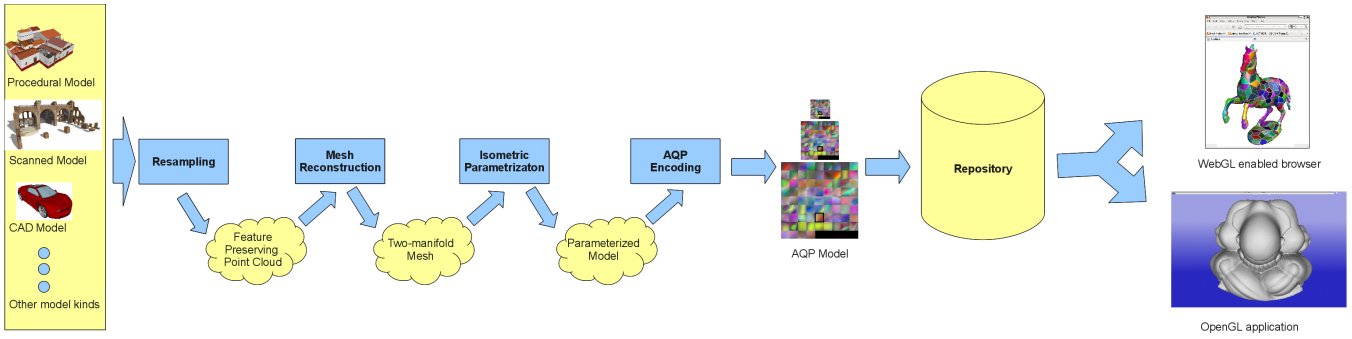 Procedural Model
Scanned Model
CAD Model
Other model kinds
Resampling
Feature
Preserving
Point Cloud
Mesh
Reconstruction
Two-manifold
Mesh
Isometric
Parametrizaton
Parameterized
Model
AQP
Encoding
AQP Model
Repository
WebGL enabled browser
OpenGL application